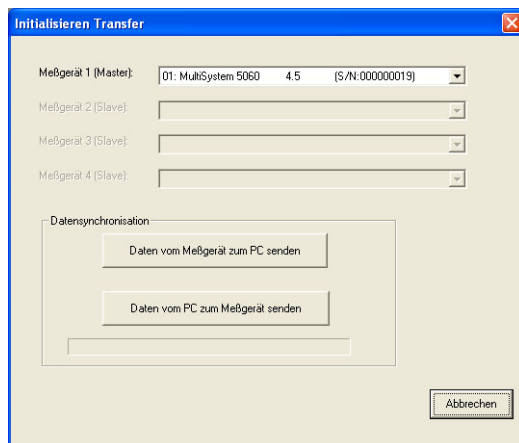 Initialisieren Transfer
Meßgerät 1 (Master): 01: MultiSystem 5060 4.5 (S/N:000000019)
Meßgerät 2 (Slave):
Meßgerät 3 (Slave):
Meßgerät 4 (Slave):
Datensynchronisation
Daten vom Meßgerät zum PC senden
Daten vom PC zum Meßgerät senden
Abbrechen